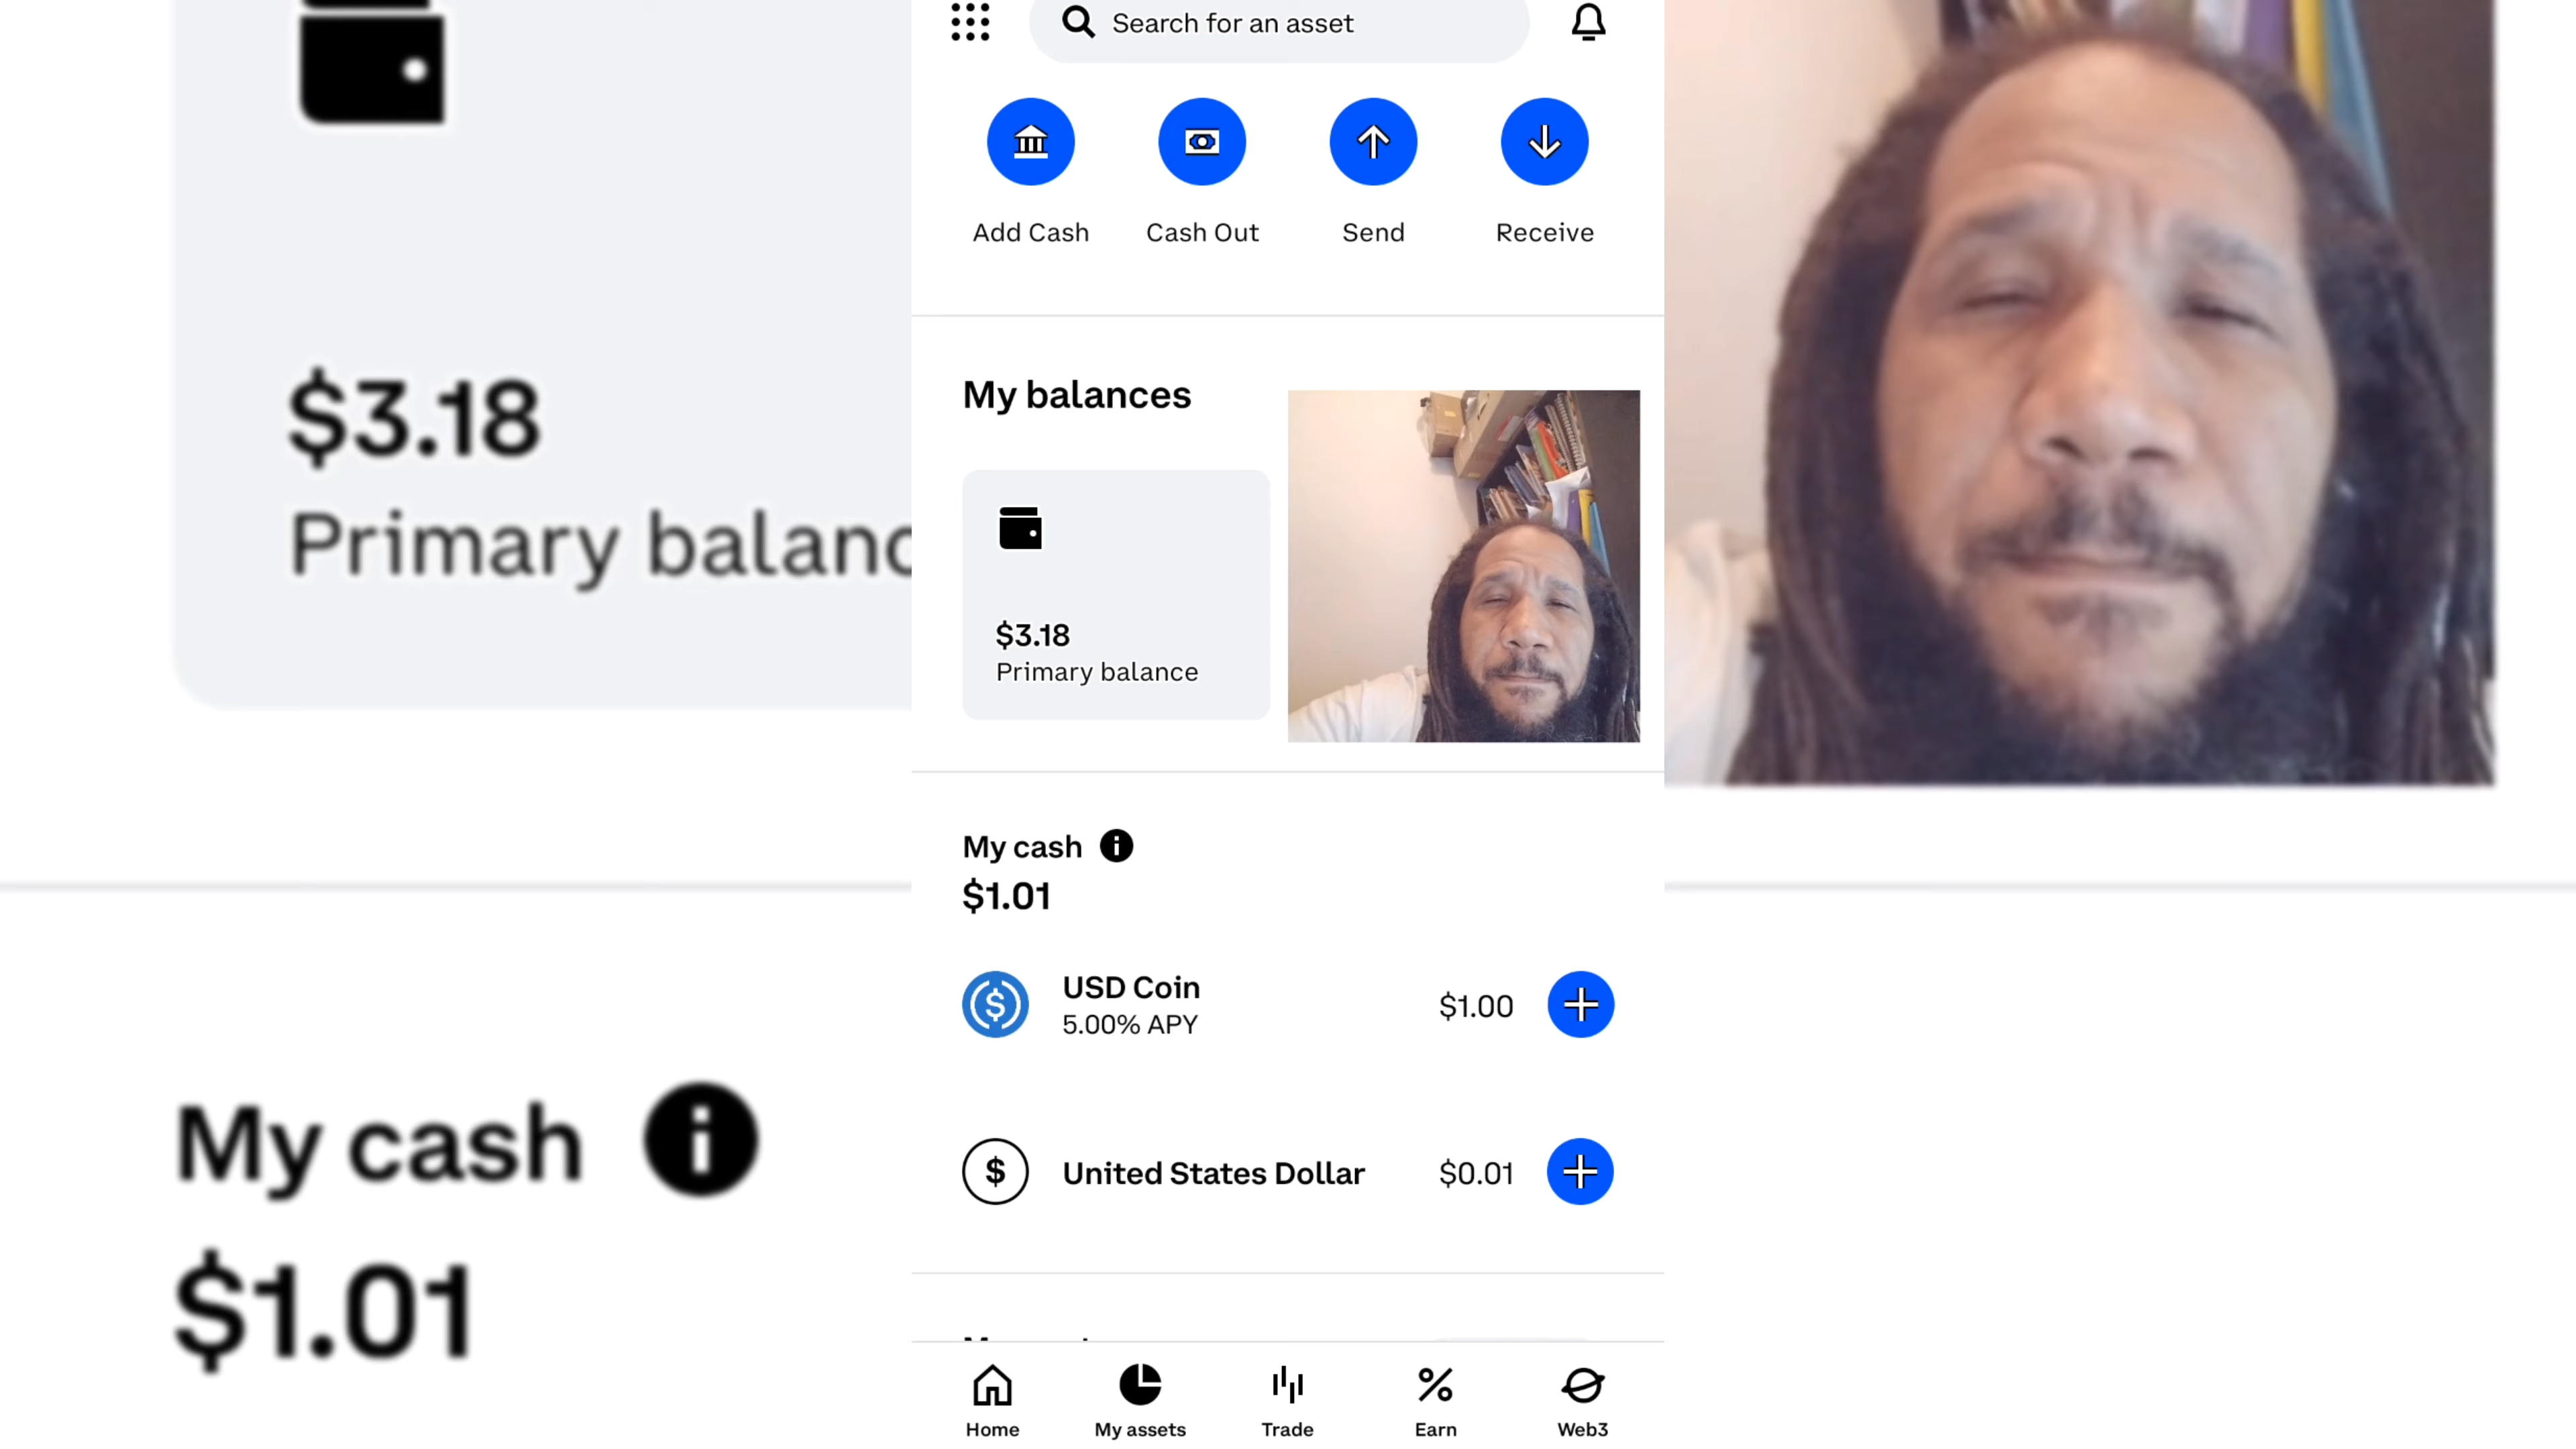 Search for an asset
Add Cash
Cash Out
Send
Receive
My balances
$3.18
Primary balance
My cash
$1.01
USD Coin
5.00% APY
$1.00
United States Dollar
$0.01
Home
My assets
Trade
Earn
Web3
$3.18
Primary balanc
My cash
$1.01